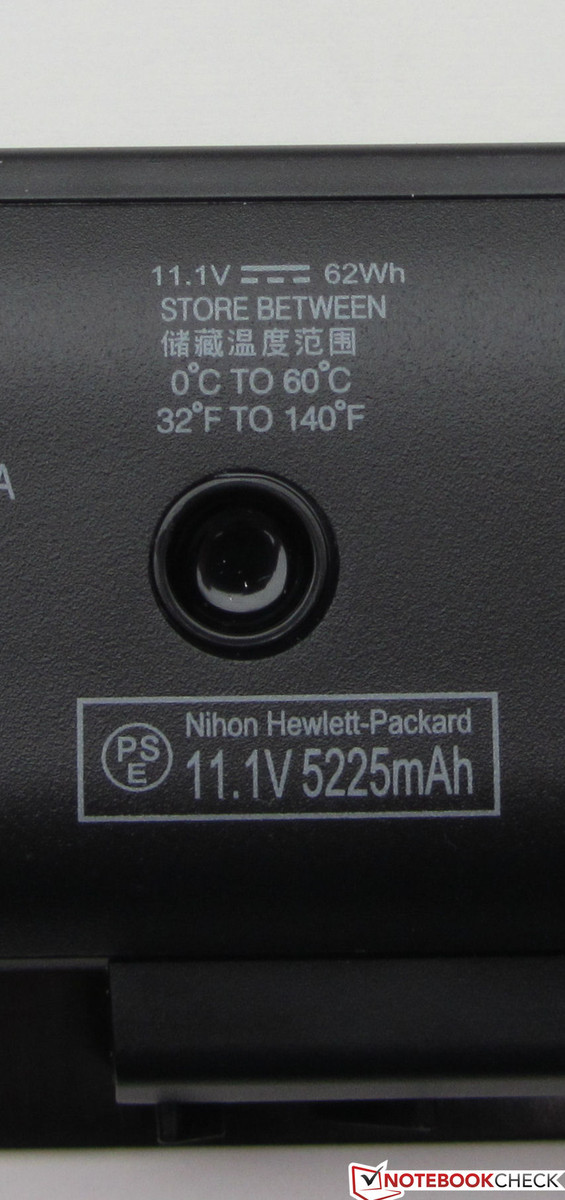 11.1V 62Wh
STORE BETWEEN
储藏温度范围
0°C TO 60°C
32°F TO 140°F
A
PS
E
Nihon Hewlett-Packard
11.1V 5225mAh
NOTEBOOKCHECK